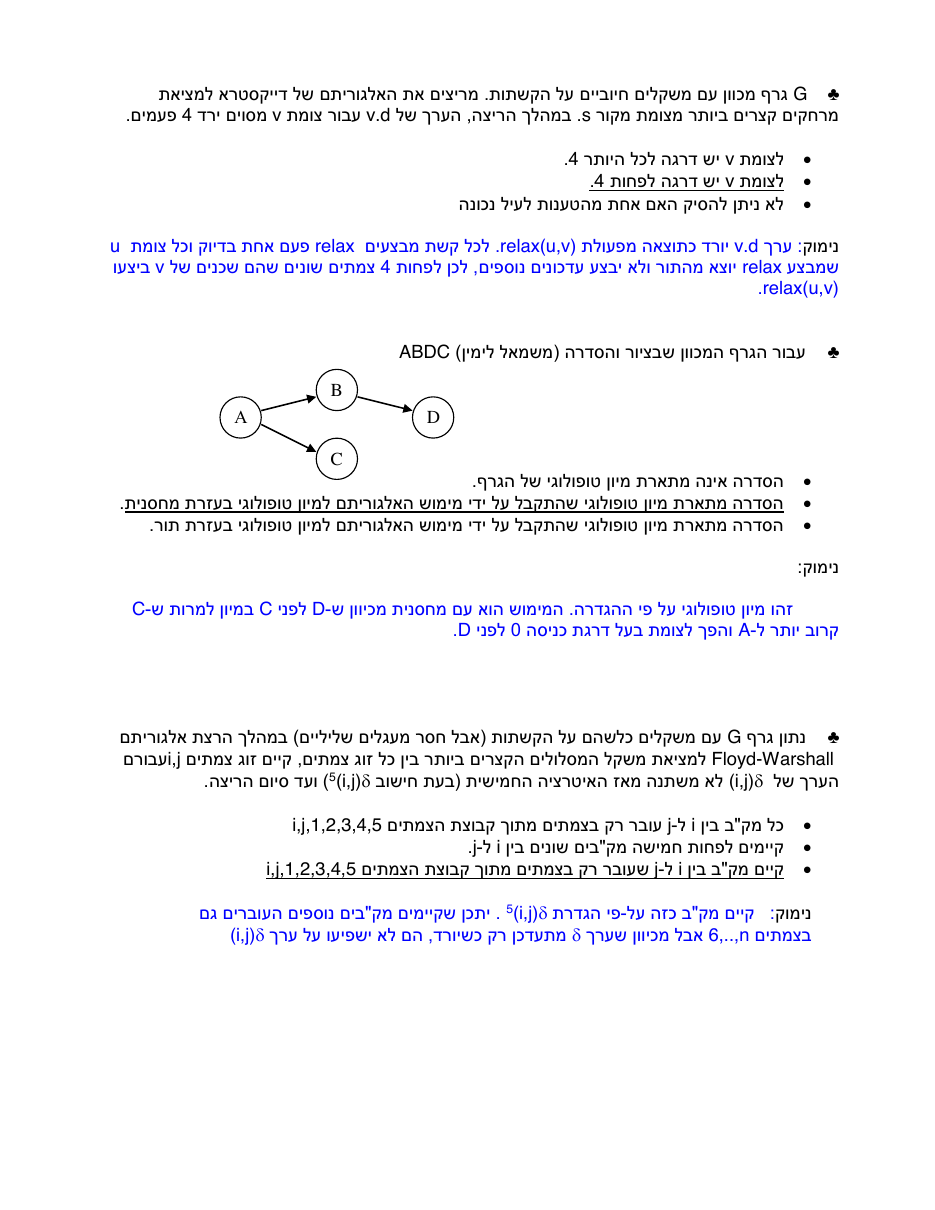 ♣ G גרף מכוון עם משקלים חיוביים על הקשתות. מריצים את האלגוריתם של דייקסטרא למציאת
מרחקים קצרים ביותר מצומת מקור s. במהלך הריצה, הערך של v.d עבור צומת v מסוים ירד 4 פעמים.
• לצומת v יש דרגה לכל היותר 4.
• לצומת v יש דרגה לפחות 4.
• לא ניתן להסיק האם אחת מהטענות לעיל נכונה
נימוק: ערך v.d יורד כתוצאה מפעולת relax(u,v). לכל קשת מבצעים relax פעם אחת בדיוק וכל צומת u
שמבצע relax יוצא מהתור ולא יבצע עדכונים נוספים, לכן לפחות 4 צמתים שונים שהם שכנים של v ביצעו
relax(u,v).
♣ עבור הגרף המכוון שבציור והסדרה (משמאל לימין) ABDC
B
A
D
C
• הסדרה אינה מתארת מיון טופולוגי של הגרף.
• הסדרה מתארת מיון טופולוגי שהתקבל על ידי מימוש האלגוריתם למיון טופולוגי בעזרת מחסנית.
• הסדרה מתארת מיון טופולוגי שהתקבל על ידי מימוש האלגוריתם למיון טופולוגי בעזרת תור.
נימוק:
זהו מיון טופולוגי על פי ההגדרה. המימוש הוא עם מחסנית מכיוון ש-D לפני C במיון למרות ש-C
קרוב יותר ל-A והפך לצומת בעל דרגת כניסה 0 לפני D.
♣ נתון גרף G עם משקלים כלשהם על הקשתות (אבל חסר מעגלים שליליים) במהלך הרצת אלגוריתם
Floyd-Warshall למציאת משקל המסלולים הקצרים ביותר בין כל זוג צמתים, קיים זוג צמתים i,jעבורם
הערך של δ(i,j) לא משתנה מאז האיטרציה החמישית (בעת חישוב δ(i,j)⁵) ועד סיום הריצה.
• כל מק"ב בין i ל-j עובר רק בצמתים מתוך קבוצת הצמתים i,j,1,2,3,4,5
• קיימים לפחות חמישה מק"בים שונים בין i ל-j.
• קיים מק"ב בין i ל-j שעובר רק בצמתים מתוך קבוצת הצמתים i,j,1,2,3,4,5
נימוק: קיים מק"ב כזה על-פי הגדרת δ(i,j)⁵ . יתכן שקיימים מק"בים נוספים העוברים גם
בצמתים 6,..,n אבל מכיוון שערך δ מתעדכן רק כשיורד, הם לא ישפיעו על ערך δ(i,j)